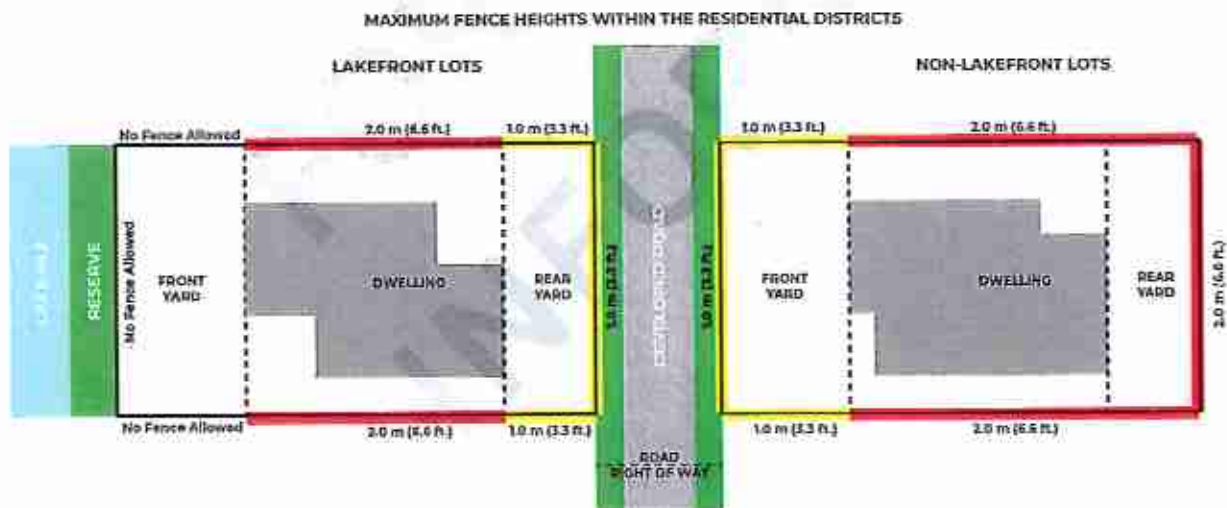 MAXIMUM FENCE HEIGHTS WITHIN THE RESIDENTIAL DISTRICTS
LAKEFRONT LOTS
NON-LAKEFRONT LOTS
No Fence Allowed
2.0 m (6.6 ft.)
1.0 m (3.3 ft.)
1.0 m (3.3 ft.)
2.0 m (6.6 ft.)
RESERVE
No Fence Allowed
FRONT
YARD
DWELLING
REAR
YARD
1.0 m (3.3 ft.)
DEVELOPED ROAD
1.0 m (3.3 ft.)
FRONT
YARD
DWELLING
REAR
YARD
2.0 m (6.6 ft.)
No Fence Allowed
2.0 m (6.6 ft.)
1.0 m (3.3 ft.)
1.0 m (3.3 ft.)
2.0 m (6.6 ft.)
ROAD
RIGHT OF WAY